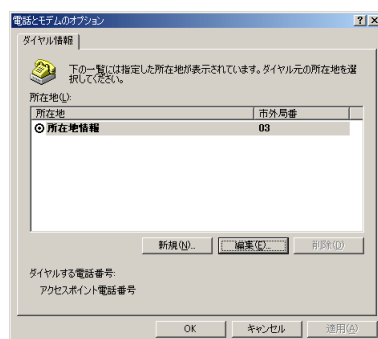 電話とモデムのオプション
ダイヤル情報
下の一覧には指定した所在地が表示されています。ダイヤル元の所在地を選
択してください。
所在地(L):
所在地 市外局番
所在地情報 03
新規(N)... 編集(E)... 削除(D)
ダイヤルする電話番号:
アクセスポイント電話番号
OK キャンセル 適用(A)